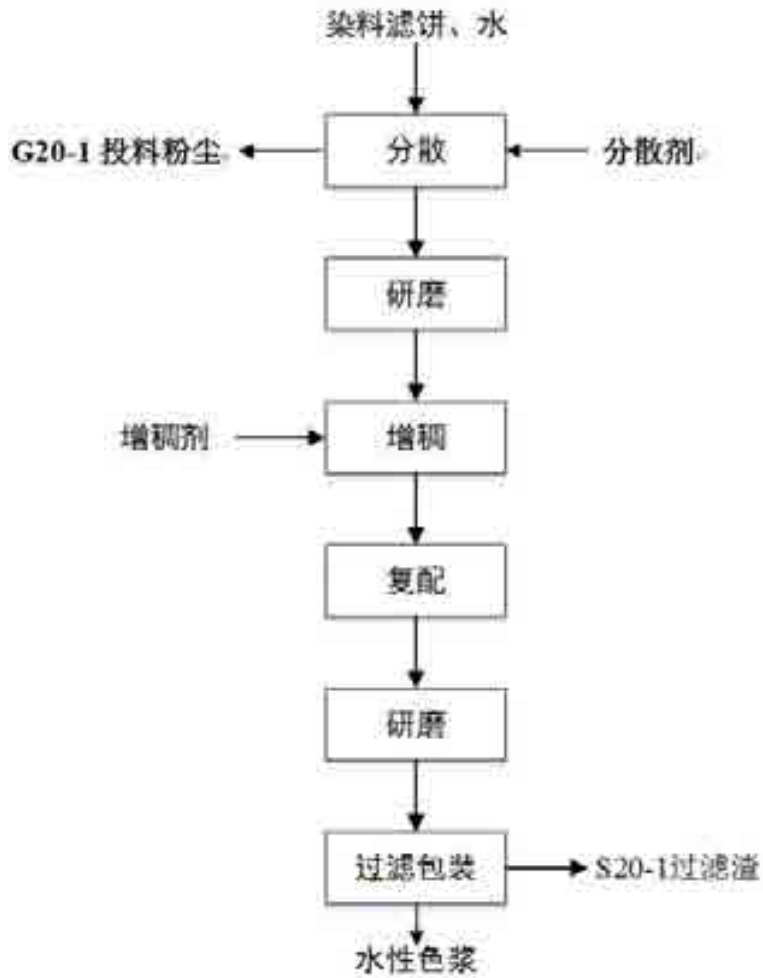 染料滤饼、水
G20-1 投料粉尘
分散
分散剂
研磨
增稠剂
增稠
复配
研磨
过滤包装
S20-1过滤渣
水性色浆